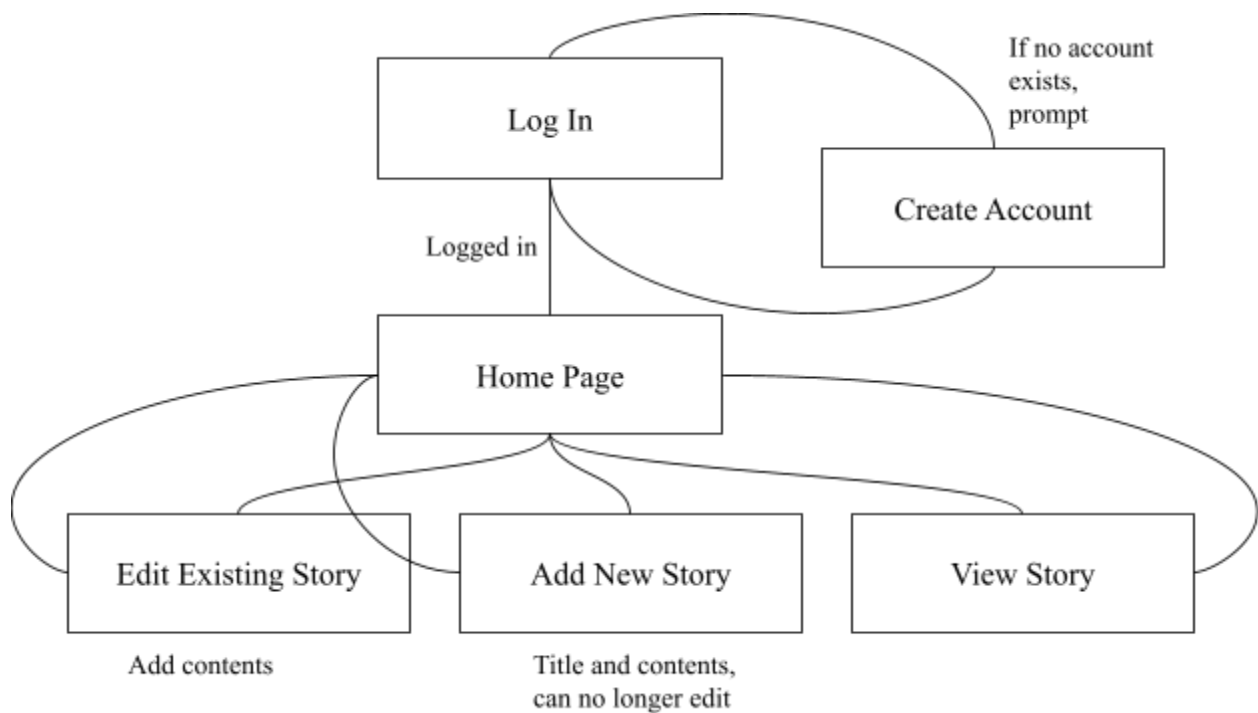 If no account
exists,
prompt
Log In
Create Account
Logged in
Home Page
Edit Existing Story
Add New Story
View Story
Add contents
Title and contents,
can no longer edit